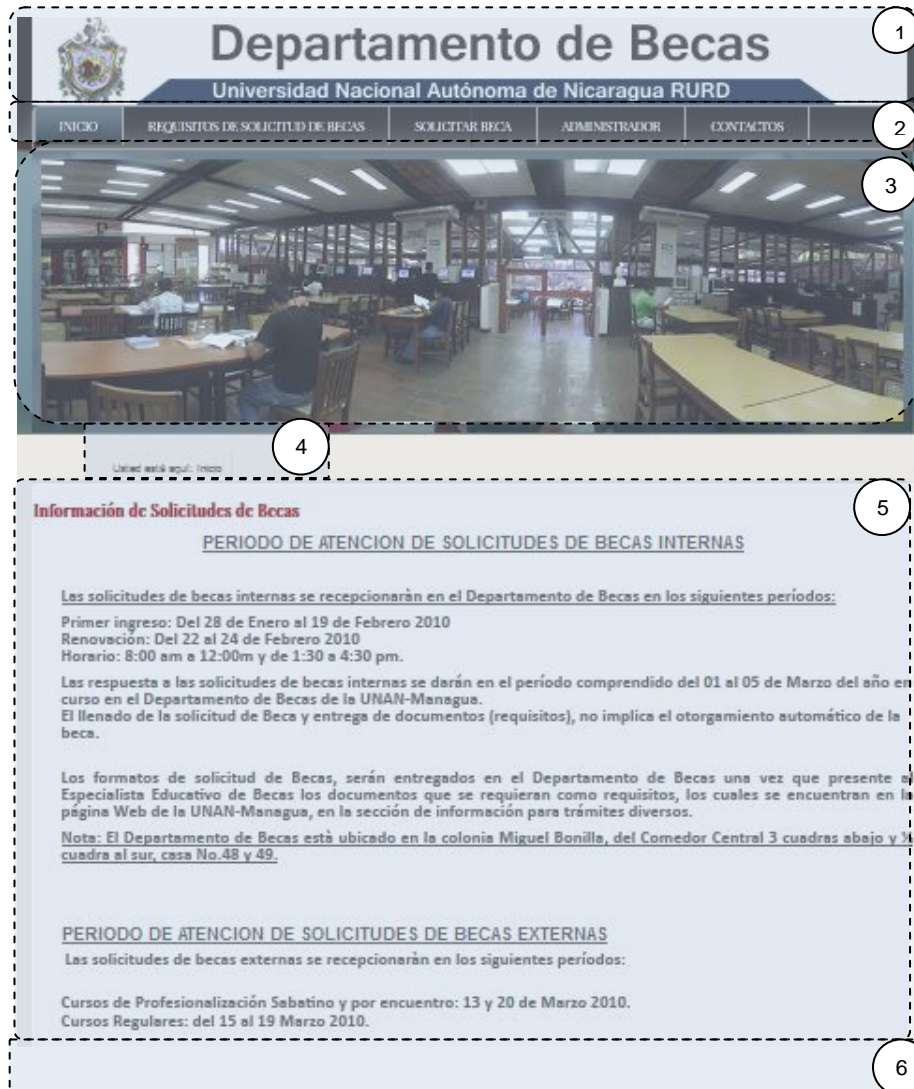 Departamento de Becas
1
Universidad Nacional Autónoma de Nicaragua RURD
INICIO REQUISITOS DE SOLICITUD DE BECAS SOLICITAR BECA ADMINISTRADOR CONTACTOS
2
3
4
Usted está aquí: Inicio
5
Información de Solicitudes de Becas
PERIODO DE ATENCION DE SOLICITUDES DE BECAS INTERNAS
Las solicitudes de becas internas se recepcionaràn en el Departamento de Becas en los siguientes períodos:
Primer ingreso: Del 28 de Enero al 19 de Febrero 2010
Renovación: Del 22 al 24 de Febrero 2010
Horario: 8:00 am a 12:00m y de 1:30 a 4:30 pm.
Las respuesta a las solicitudes de becas internas se darán en el período comprendido del 01 al 05 de Marzo del año en
curso en el Departamento de Becas de la UNAN-Managua.
El llenado de la solicitud de Beca y entrega de documentos (requisitos), no implica el otorgamiento automático de la
beca.
Los formatos de solicitud de Becas, serán entregados en el Departamento de Becas una vez que presente al
Especialista Educativo de Becas los documentos que se requieran como requisitos, los cuales se encuentran en la
página Web de la UNAN-Managua, en la sección de información para trámites diversos.
Nota: El Departamento de Becas està ubicado en la colonia Miguel Bonilla, del Comedor Central 3 cuadras abajo y
cuadra al sur, casa No.48 y 49.
PERIODO DE ATENCION DE SOLICITUDES DE BECAS EXTERNAS
Las solicitudes de becas externas se recepcionaràn en los siguientes períodos:
Cursos de Profesionalización Sabatino y por encuentro: 13 y 20 de Marzo 2010.
Cursos Regulares: del 15 al 19 Marzo 2010.
6